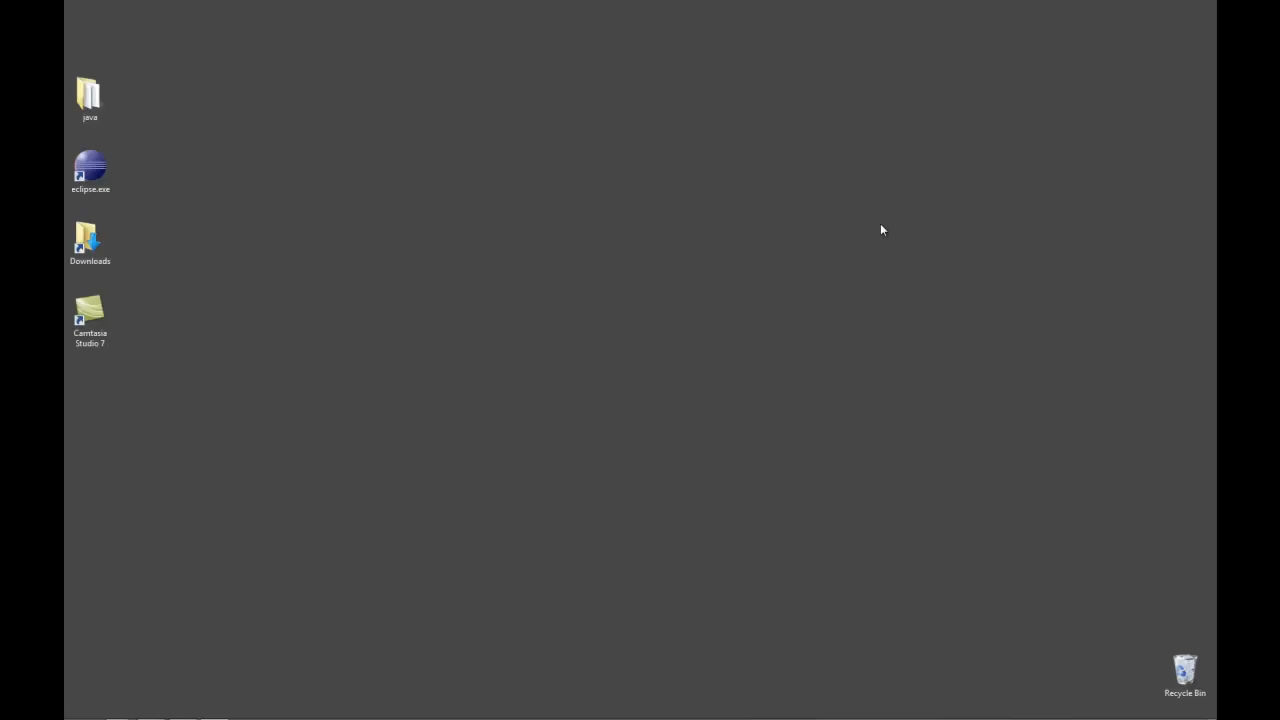 java
eclipse.exe
Downloads
Camtasia
Studio 7
Recycle Bin